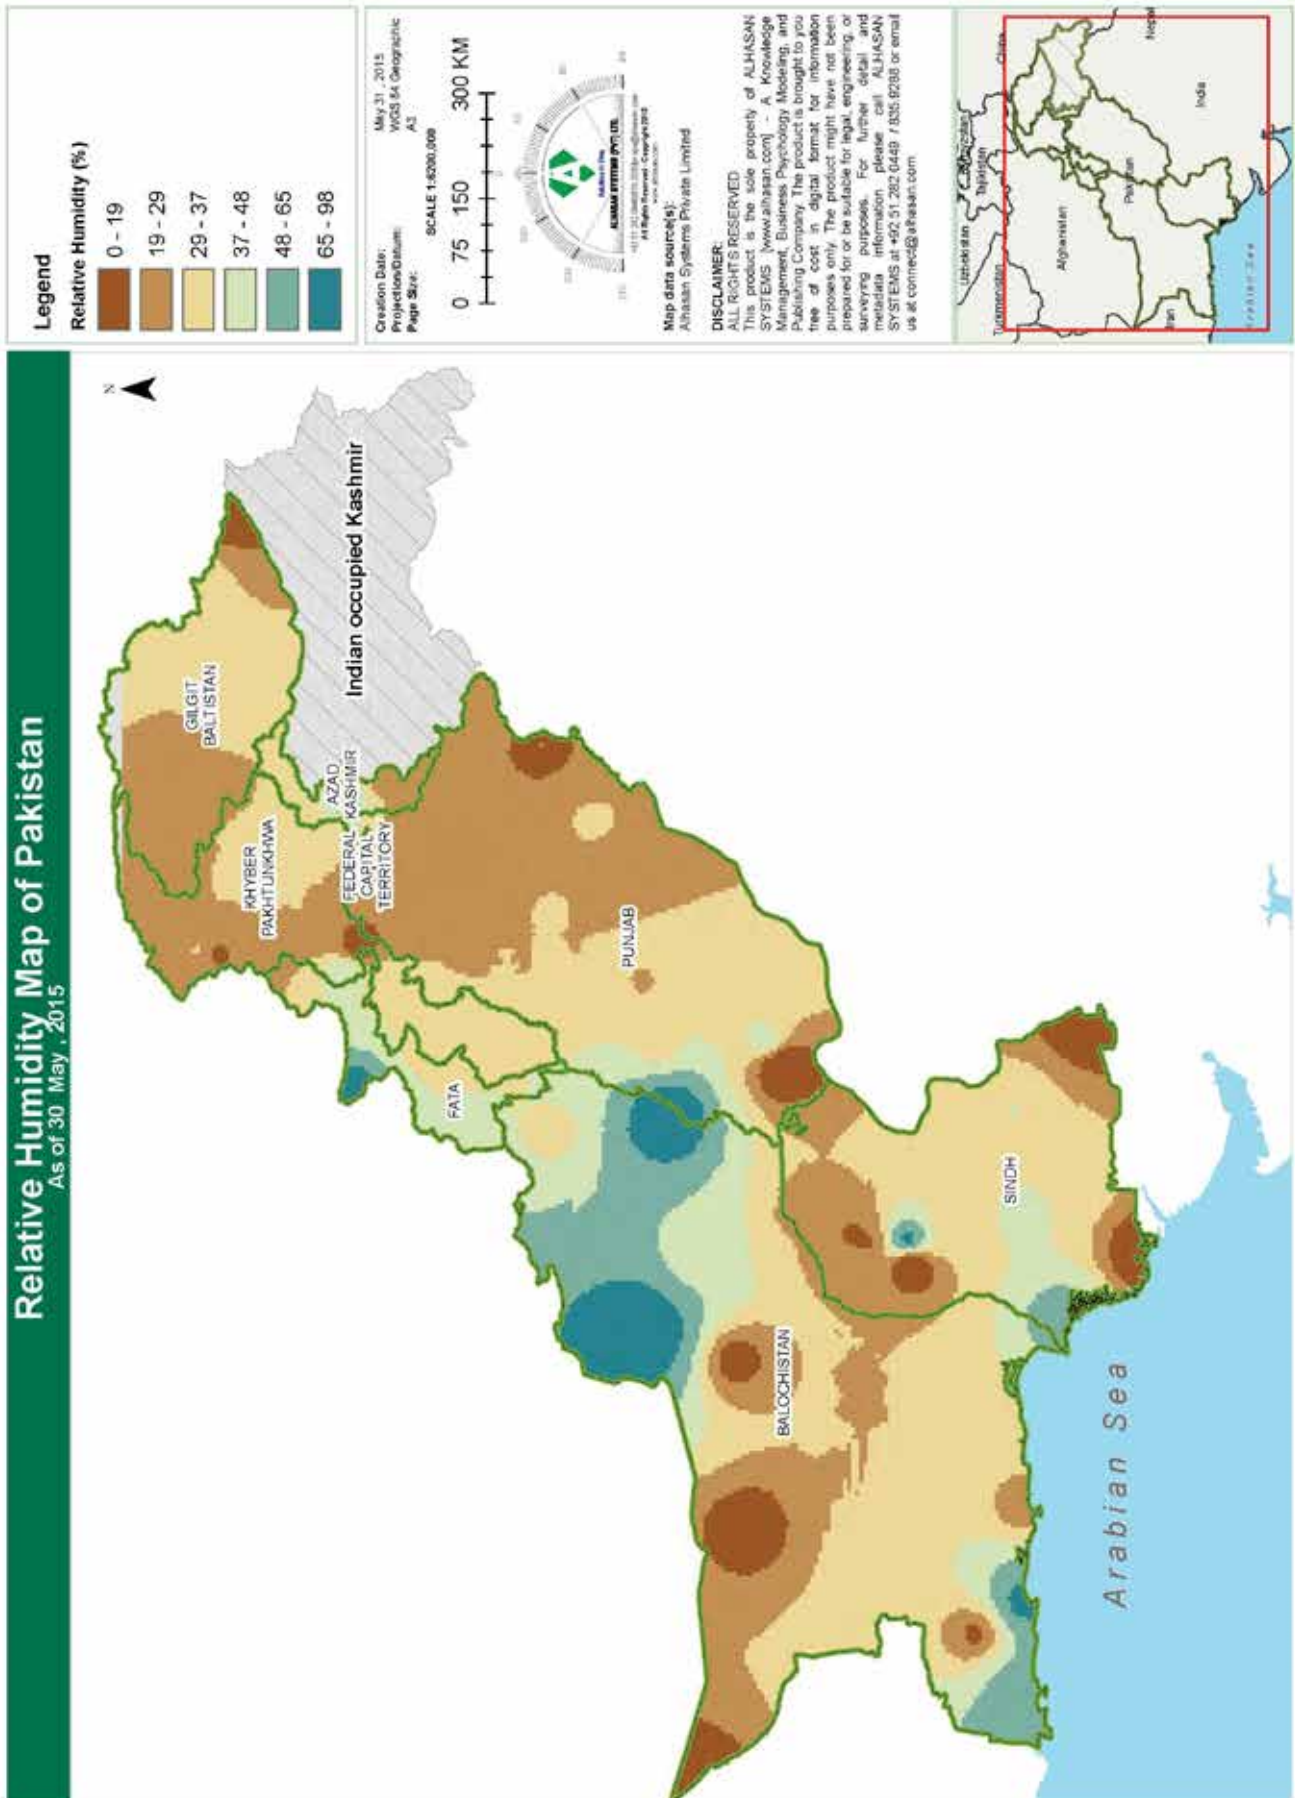 Relative Humidity Map of Pakistan
As of 30 May , 2015
N
GILGIT
BALTISTAN
KHYBER
PAKHTUNKHWA
AZAD
KASHMIR
FEDERAL
CAPITAL
TERRITORY
Indian occupied Kashmir
FATA
PUNJAB
BALOCHISTAN
SINDH
Arabian Sea
Legend
Relative Humidity (%)
0 - 19
19 - 29
29 - 37
37 - 48
48 - 65
65 - 98
Creation Date: May 31 , 2015
Projection/Datum: WGS 84 Geographic
Page Size: A3
SCALE 1:6200,000
0 75 150 300 KM
ALHASAN SYSTEMS (PVT) LTD.
Map data source(s):
Alhasan Systems Private Limited
DISCLAIMER:
ALL RIGHTS RESERVED
This product is the sole property of ALHASAN
SYSTEMS [www.alhasan.com] - A Knowledge
Management, Business Psychology Modeling, and
Publishing Company. The product is brought to you
free of cost in digital format for information
purposes only. The product might have not been
prepared for or be suitable for legal, engineering, or
surveying purposes. For further detail and
metadata information please call ALHASAN
SYSTEMS at +92.51.282.0449 / 835.9288 or email
us at connect@alhasan.com
Uzbekistan
Tajikistan
China
Turkmenistan
Afghanistan
Pakistan
Iran
India
Nepal
Arabian Sea